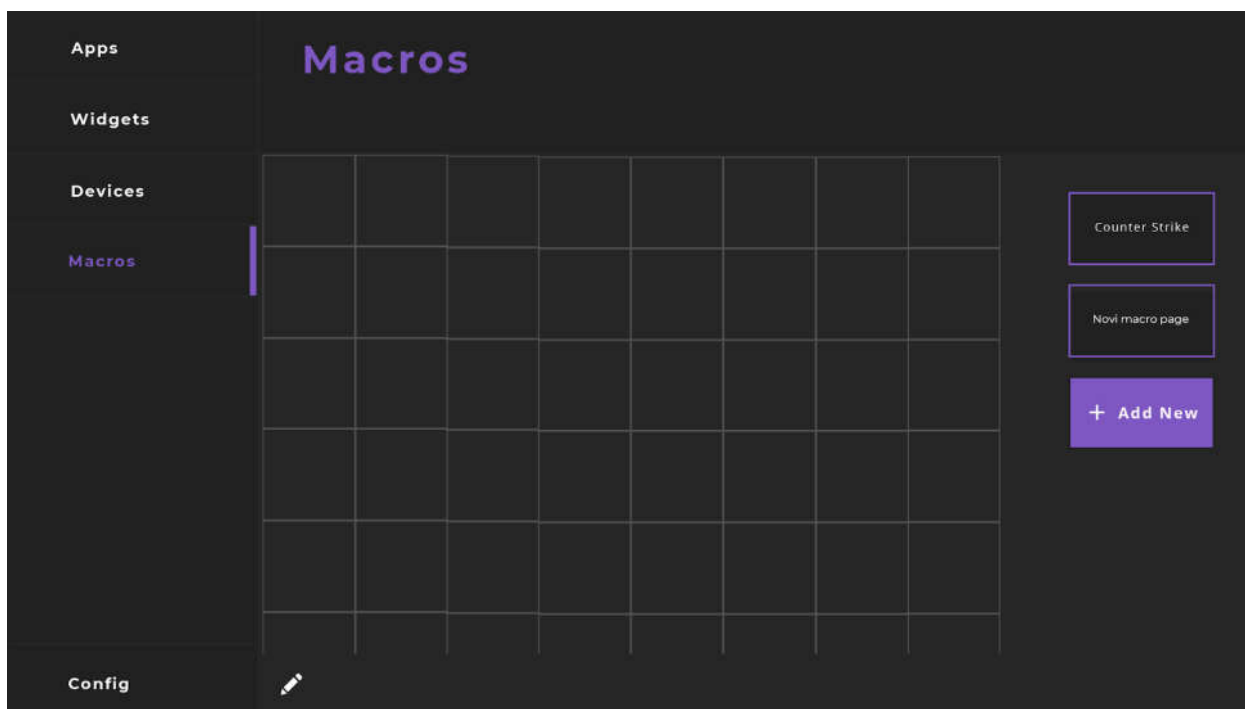 Apps
Macros
Widgets
Devices
Macros
Counter Strike
Novi macro page
+ Add New
Config